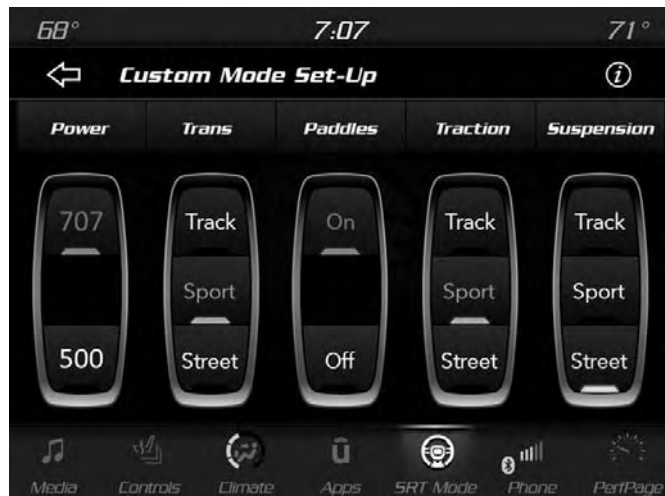 68° 7:07 71°
Custom Mode Set-Up i
Power Trans Paddles Traction Suspension
707 Track On Track Track
Sport Sport Sport
500 Street Off Street Street
Media Controls Climate Apps SRT Mode Phone PerfPage